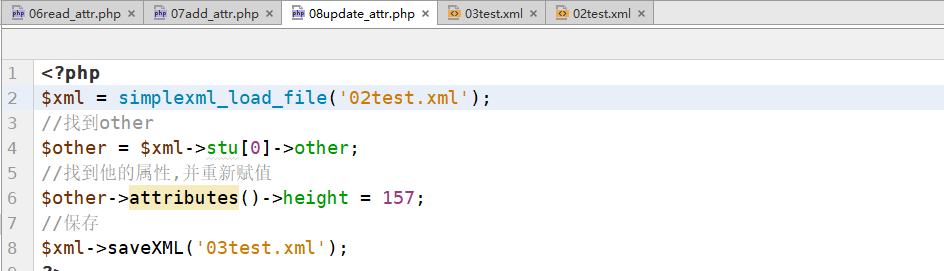 06read_attr.php × 07add_attr.php × 08update_attr.php × 03test.xml × 02test.xml ×
1 <?php
2 $xml = simplexml_load_file('02test.xml');
3 //找到other
4 $other = $xml->stu[0]->other;
5 //找到他的属性,并重新赋值
6 $other->attributes()->height = 157;
7 //保存
8 $xml->saveXML('03test.xml');
?>